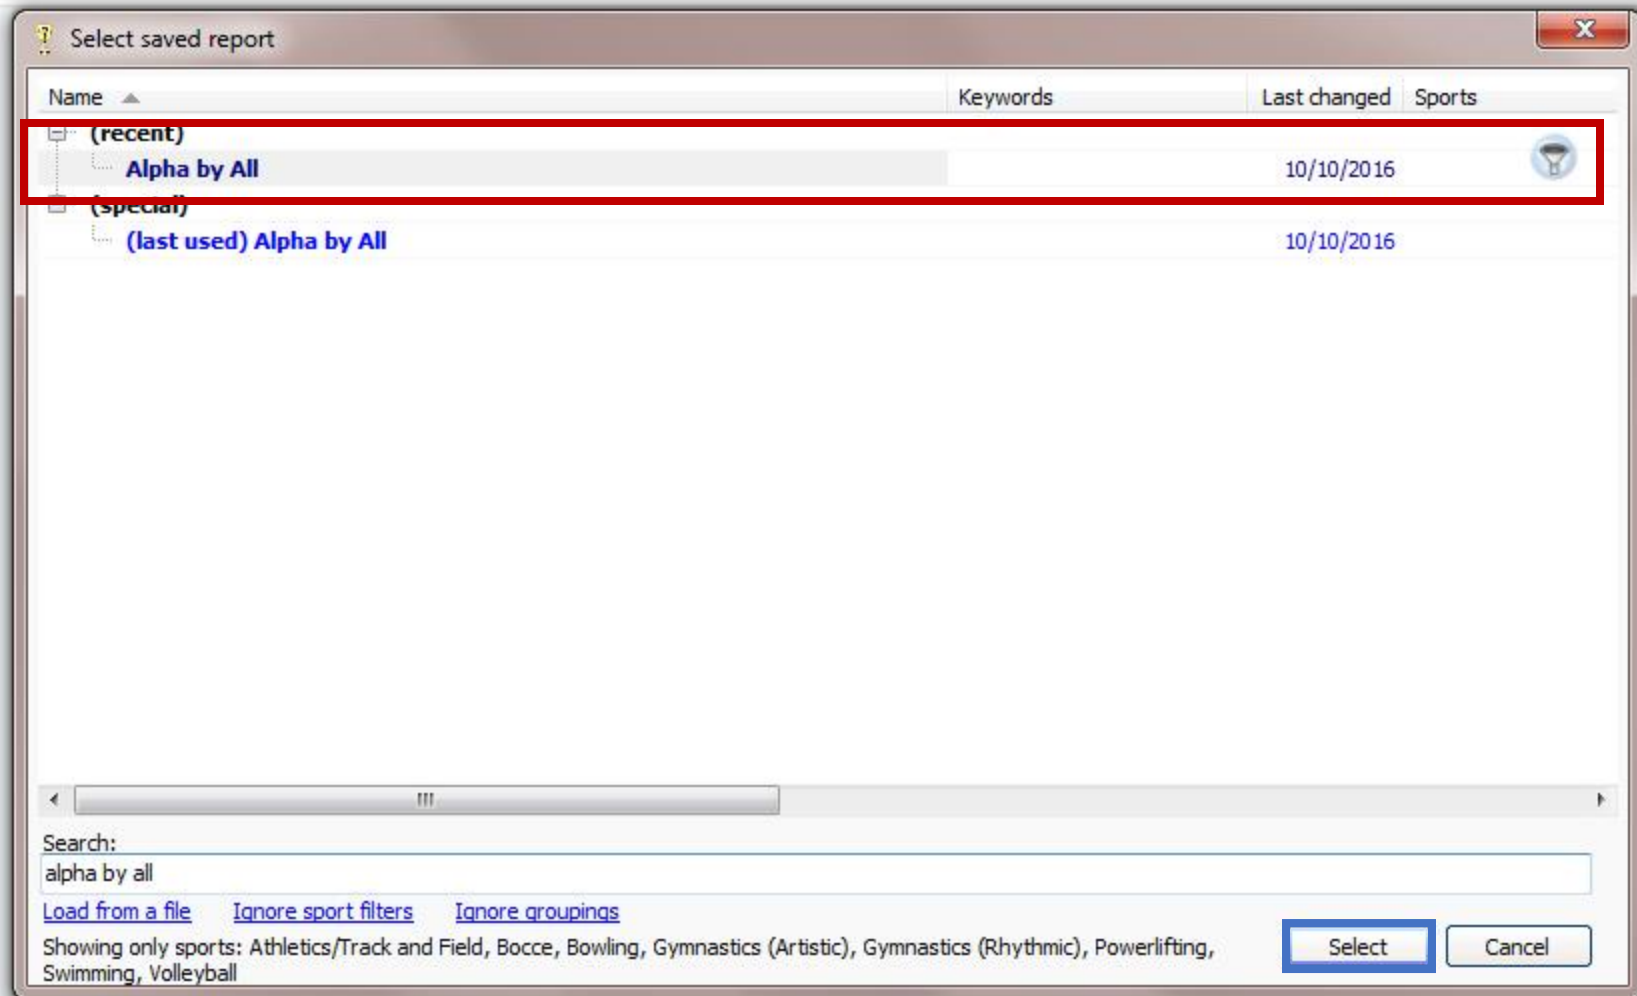 Select saved report
Name Keywords Last changed Sports
(recent)
Alpha by All 10/10/2016
(special)
(last used) Alpha by All 10/10/2016
Search:
alpha by all
Load from a file Ignore sport filters Ignore groupings
Showing only sports: Athletics/Track and Field, Bocce, Bowling, Gymnastics (Artistic), Gymnastics (Rhythmic), Powerlifting,
Swimming, Volleyball
Select Cancel